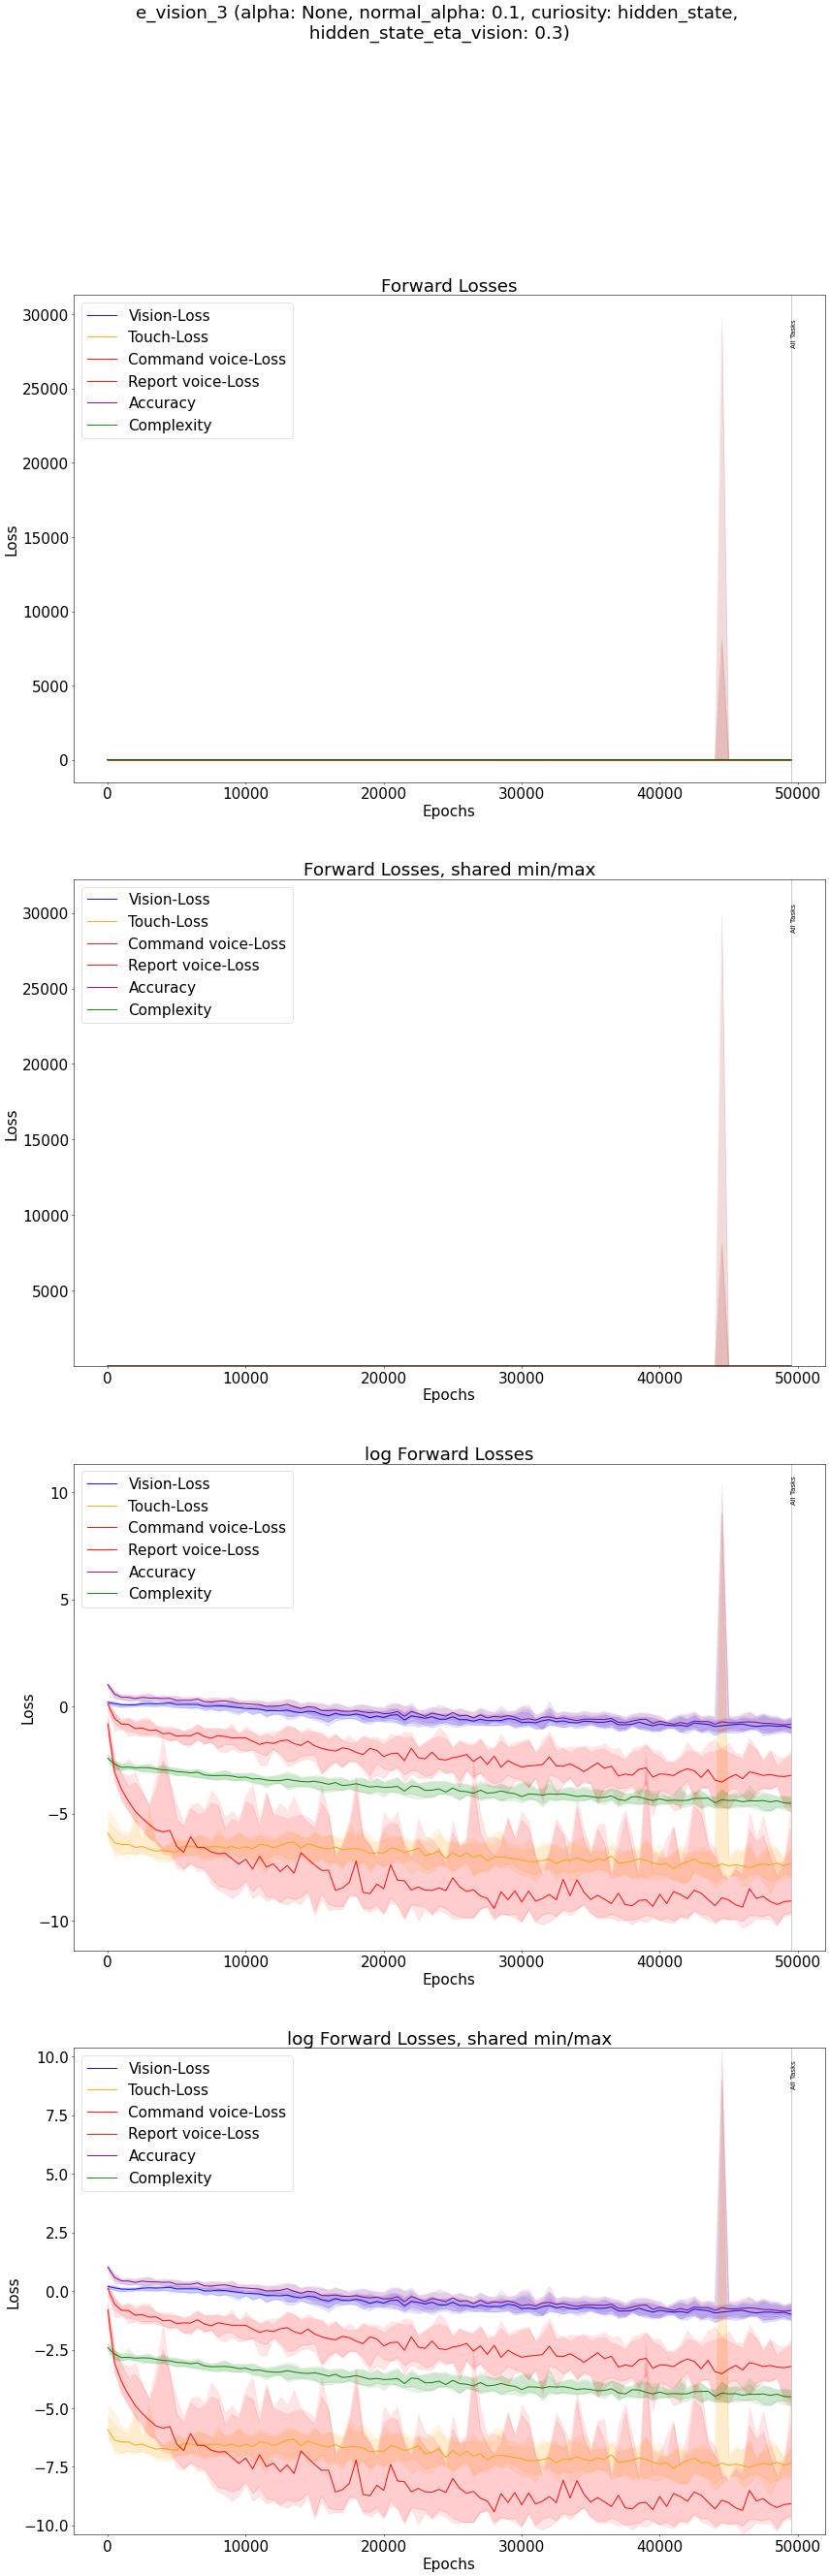 e_vision_3 (alpha: None, normal_alpha: 0.1, curiosity: hidden_state,
hidden_state_eta_vision: 0.3)
Forward Losses
Vision-Loss
Touch-Loss
Command voice-Loss
Report voice-Loss
Accuracy
Complexity
All Tasks
30000
25000
20000
15000
10000
5000
0
Loss
0
10000
20000
30000
40000
50000
Epochs
Forward Losses, shared min/max
Vision-Loss
Touch-Loss
Command voice-Loss
Report voice-Loss
Accuracy
Complexity
All Tasks
30000
25000
20000
15000
10000
5000
Loss
0
10000
20000
30000
40000
50000
Epochs
log Forward Losses
Vision-Loss
Touch-Loss
Command voice-Loss
Report voice-Loss
Accuracy
Complexity
All Tasks
10
5
0
−5
−10
Loss
0
10000
20000
30000
40000
50000
Epochs
log Forward Losses, shared min/max
Vision-Loss
Touch-Loss
Command voice-Loss
Report voice-Loss
Accuracy
Complexity
All Tasks
10.0
7.5
5.0
2.5
0.0
−2.5
−5.0
−7.5
−10.0
Loss
0
10000
20000
30000
40000
50000
Epochs